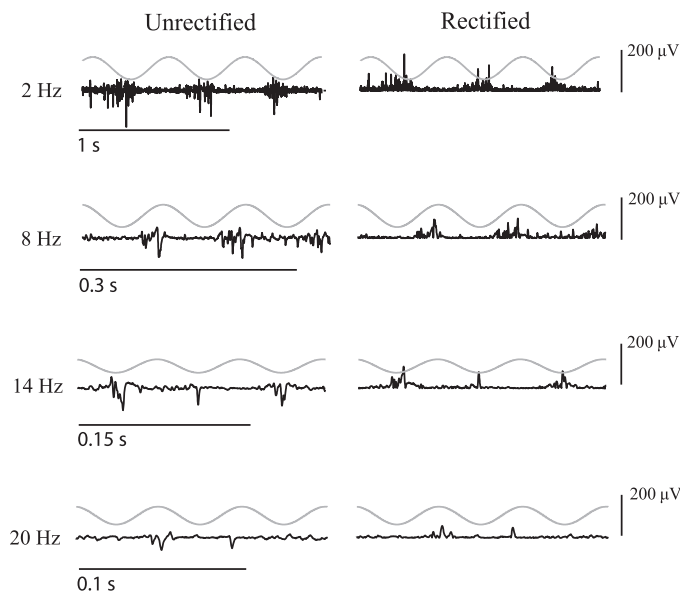 Unrectified
Rectified
200 μV
2 Hz
1 s
200 μV
8 Hz
0.3 s
200 μV
14 Hz
0.15 s
200 μV
20 Hz
0.1 s